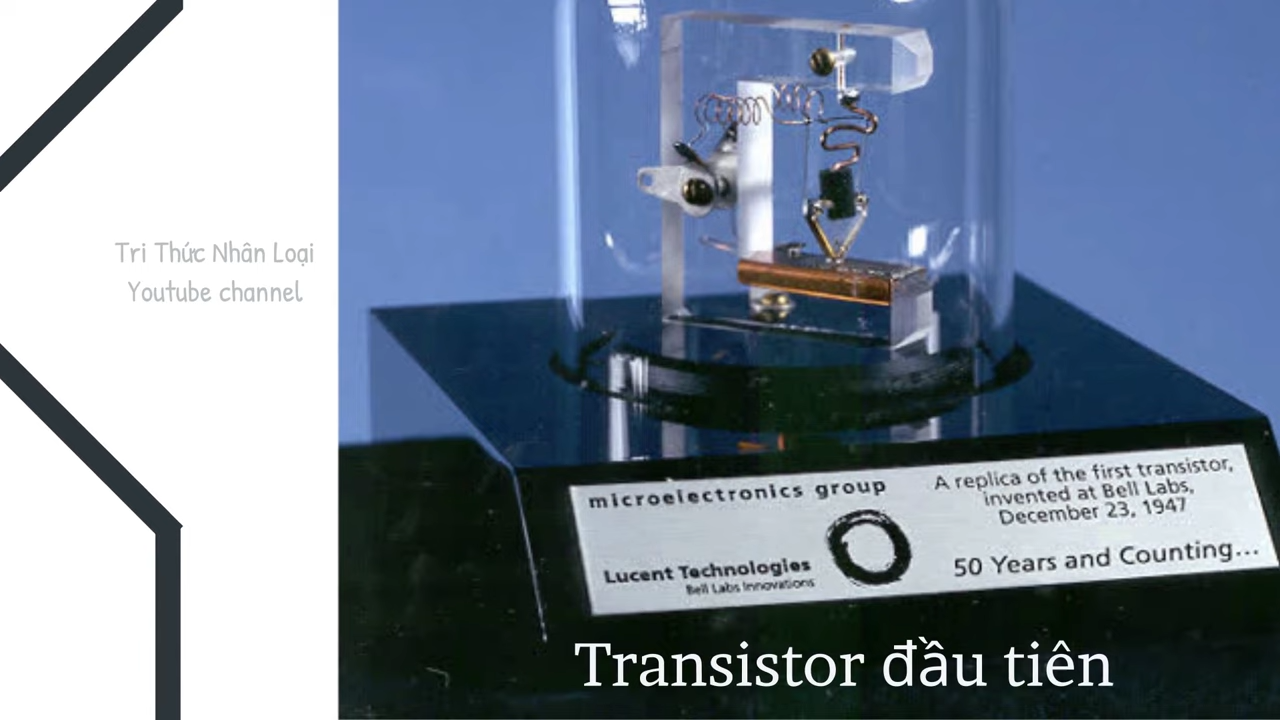 Tri Thức Nhân Loại
Youtube channel
microelectronics group
Lucent Technologies
Bell Labs Innovations
A replica of the first transistor,
invented at Bell Labs,
December 23, 1947
50 Years and Counting...
Transistor đầu tiên